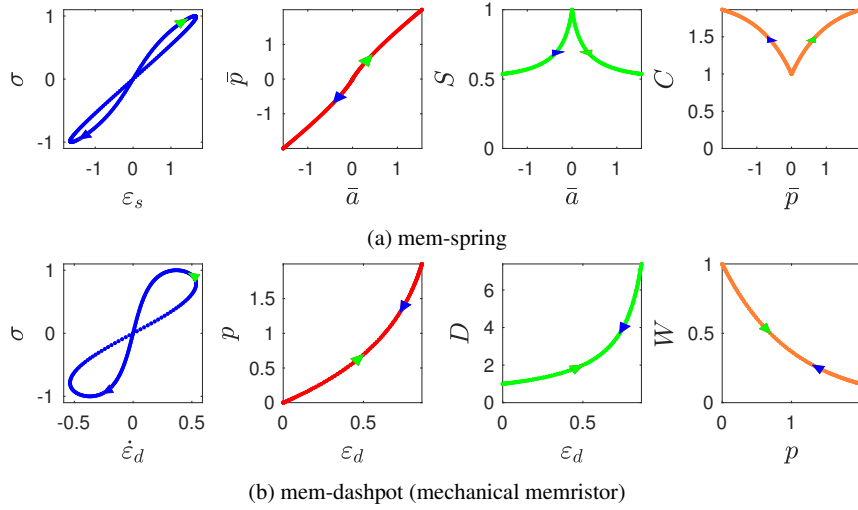 1 0 -1 σ -1 0 1 ε_s
1 0 -1 p̄ -1 0 1 ā
1 0.5 0 S -1 0 1 ā
1.5 1 0.5 0 C -1 0 1 p̄
(a) mem-spring
1 0 -1 σ -0.5 0 0.5 ε̇_d
1.5 1 0.5 0 p 0 0.5 ε_d
6 4 2 0 D 0 0.5 ε_d
1 0.5 0 W 0 1 p
(b) mem-dashpot (mechanical memristor)